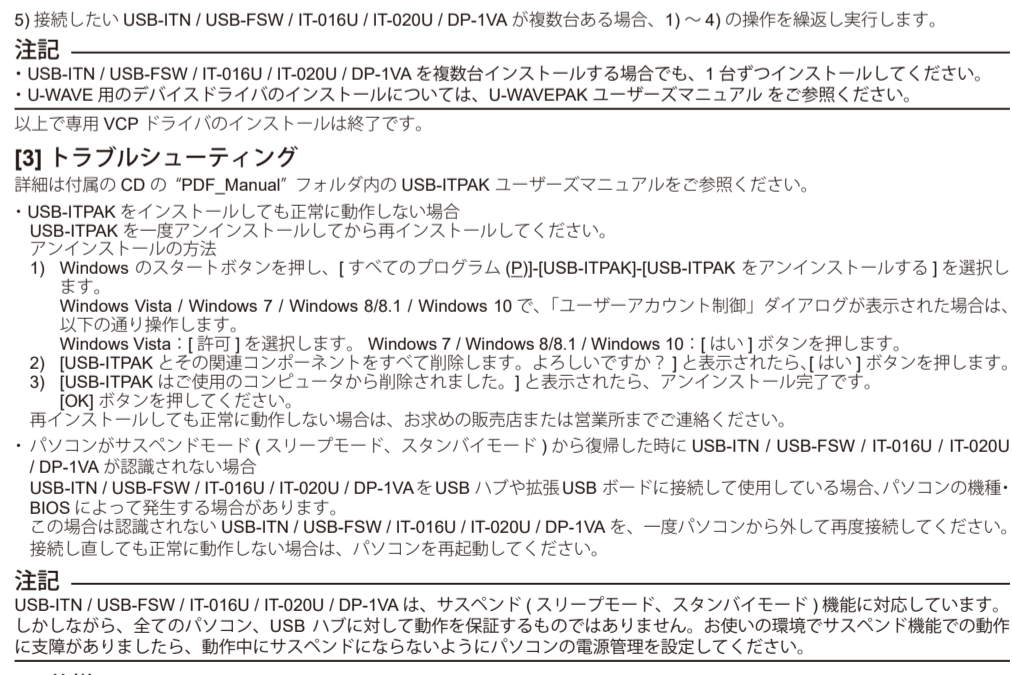 5) 接続したい USB-ITN / USB-FSW / IT-016U / IT-020U / DP-1VA が複数台ある場合、1) ～ 4) の操作を繰返し実行します。
注記
・USB-ITN / USB-FSW / IT-016U / IT-020U / DP-1VA を複数台インストールする場合でも、1 台ずつインストールしてください。
・U-WAVE 用のデバイスドライバのインストールについては、U-WAVEPAK ユーザーズマニュアル をご参照ください。
以上で専用 VCP ドライバのインストールは終了です。
[3] トラブルシューティング
詳細は付属の CD の “PDF_Manual” フォルダ内の USB-ITPAK ユーザーズマニュアルをご参照ください。
・USB-ITPAK をインストールしても正常に動作しない場合
USB-ITPAK を一度アンインストールしてから再インストールしてください。
アンインストールの方法
1) Windows のスタートボタンを押し、[ すべてのプログラム (P)]-[USB-ITPAK]-[USB-ITPAK をアンインストールする ] を選択し
ます。
Windows Vista / Windows 7 / Windows 8/8.1 / Windows 10 で、「ユーザーアカウント制御」ダイアログが表示された場合は、
以下の通り操作します。
Windows Vista：[ 許可 ] を選択します。 Windows 7 / Windows 8/8.1 / Windows 10：[ はい ] ボタンを押します。
2) [USB-ITPAK とその関連コンポーネントをすべて削除します。よろしいですか？ ] と表示されたら、[ はい ] ボタンを押します。
3) [USB-ITPAK はご使用のコンピュータから削除されました。] と表示されたら、アンインストール完了です。
[OK] ボタンを押してください。
再インストールしても正常に動作しない場合は、お求めの販売店または営業所までご連絡ください。
・パソコンがサスペンドモード ( スリープモード、スタンバイモード ) から復帰した時に USB-ITN / USB-FSW / IT-016U / IT-020U
/ DP-1VA が認識されない場合
USB-ITN / USB-FSW / IT-016U / IT-020U / DP-1VA を USB ハブや拡張 USB ボードに接続して使用している場合、パソコンの機種・
BIOS によって発生する場合があります。
この場合は認識されない USB-ITN / USB-FSW / IT-016U / IT-020U / DP-1VA を、一度パソコンから外して再度接続してください。
接続し直しても正常に動作しない場合は、パソコンを再起動してください。
注記
USB-ITN / USB-FSW / IT-016U / IT-020U / DP-1VA は、サスペンド ( スリープモード、スタンバイモード ) 機能に対応しています。
しかしながら、全てのパソコン、USB ハブに対して動作を保証するものではありません。お使いの環境でサスペンド機能での動作
に支障がありましたら、動作中にサスペンドにならないようにパソコンの電源管理を設定してください。